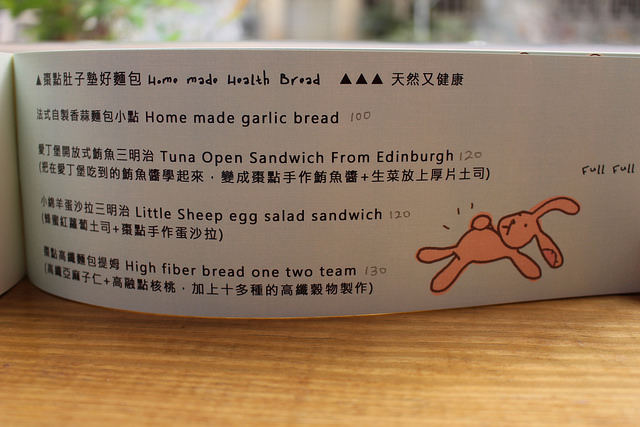 ▲棗點肚子墊好麵包 Home made Health Bread ▲▲▲ 天然又健康
法式自製香蒜麵包小點 Home made garlic bread 100
愛丁堡開放式鮪魚三明治 Tuna Open Sandwich From Edinburgh 120
(把在愛丁堡吃到的鮪魚醬學起來，變成棗點手作鮪魚醬+生菜放上厚片土司)
Full Full
小綿羊蛋沙拉三明治 Little Sheep egg salad sandwich 120
(蜂蜜紅蘿蔔土司+棗點手作蛋沙拉)
棗點高纖麵包提姆 High fiber bread one two team 130
(高纖亞麻子仁+高融點核桃，加上十多種的高纖穀物製作)